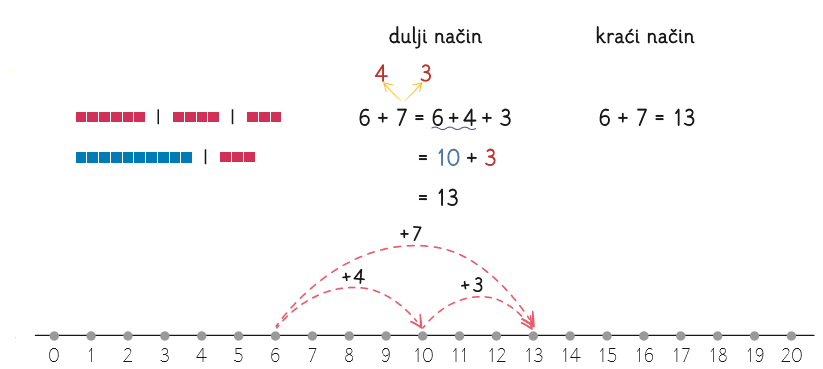 dulji način kraći način
4 3
| | 6 + 7 = 6 + 4 + 3 6 + 7 = 13
| = 10 + 3
= 13
+7
+4 +3
0 1 2 3 4 5 6 7 8 9 10 11 12 13 14 15 16 17 18 19 20